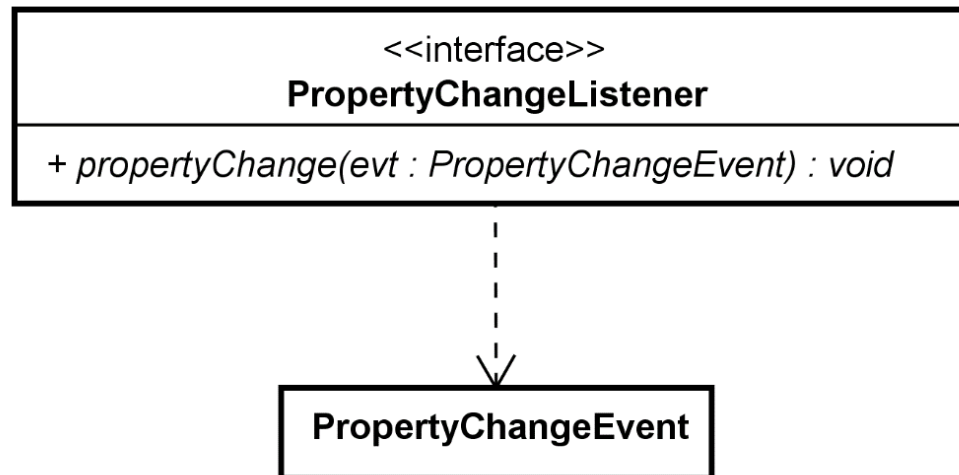 <<interface>>
PropertyChangeListener
+ propertyChange(evt : PropertyChangeEvent) : void
PropertyChangeEvent